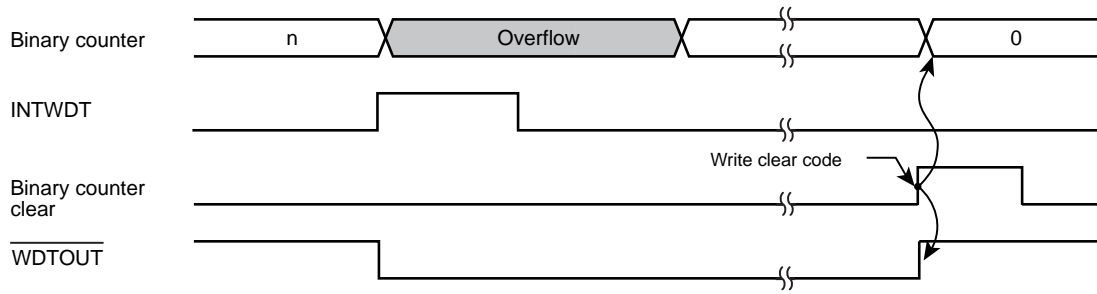 Binary counter
n
Overflow
0
INTWDT
Write clear code
Binary counter
clear
WDTOUT